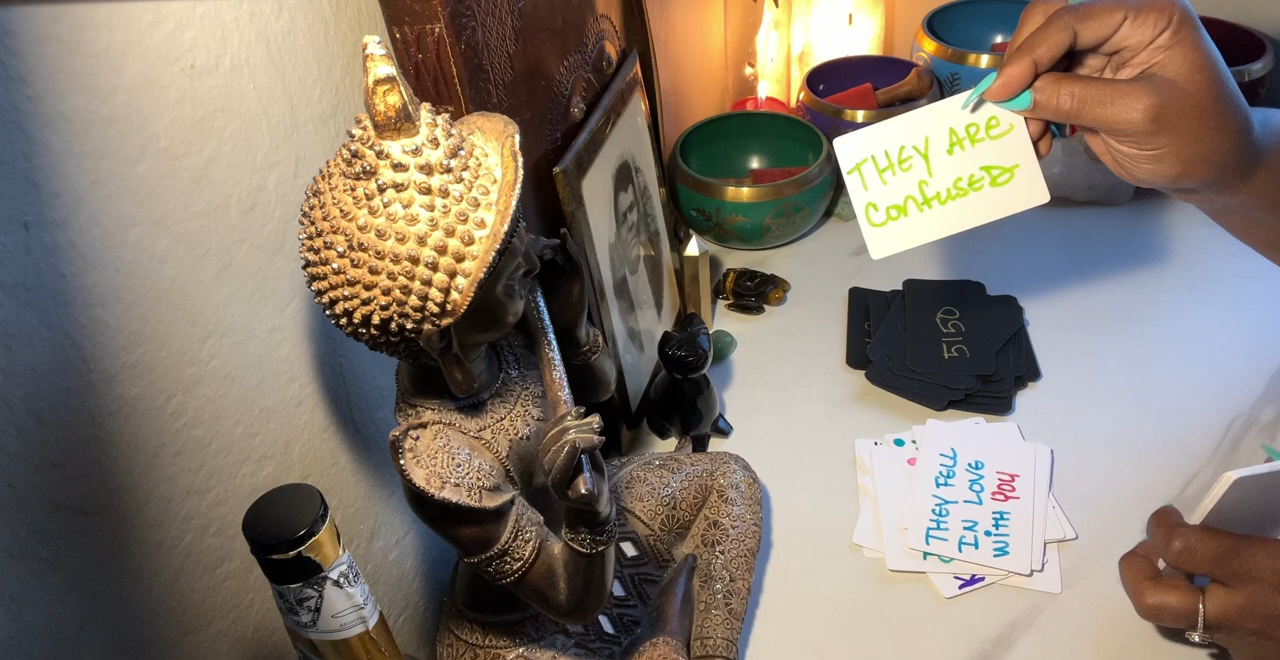 THEY ARE
confuseD
5150
THEY FELL
IN LOVE
WITH YOU
K